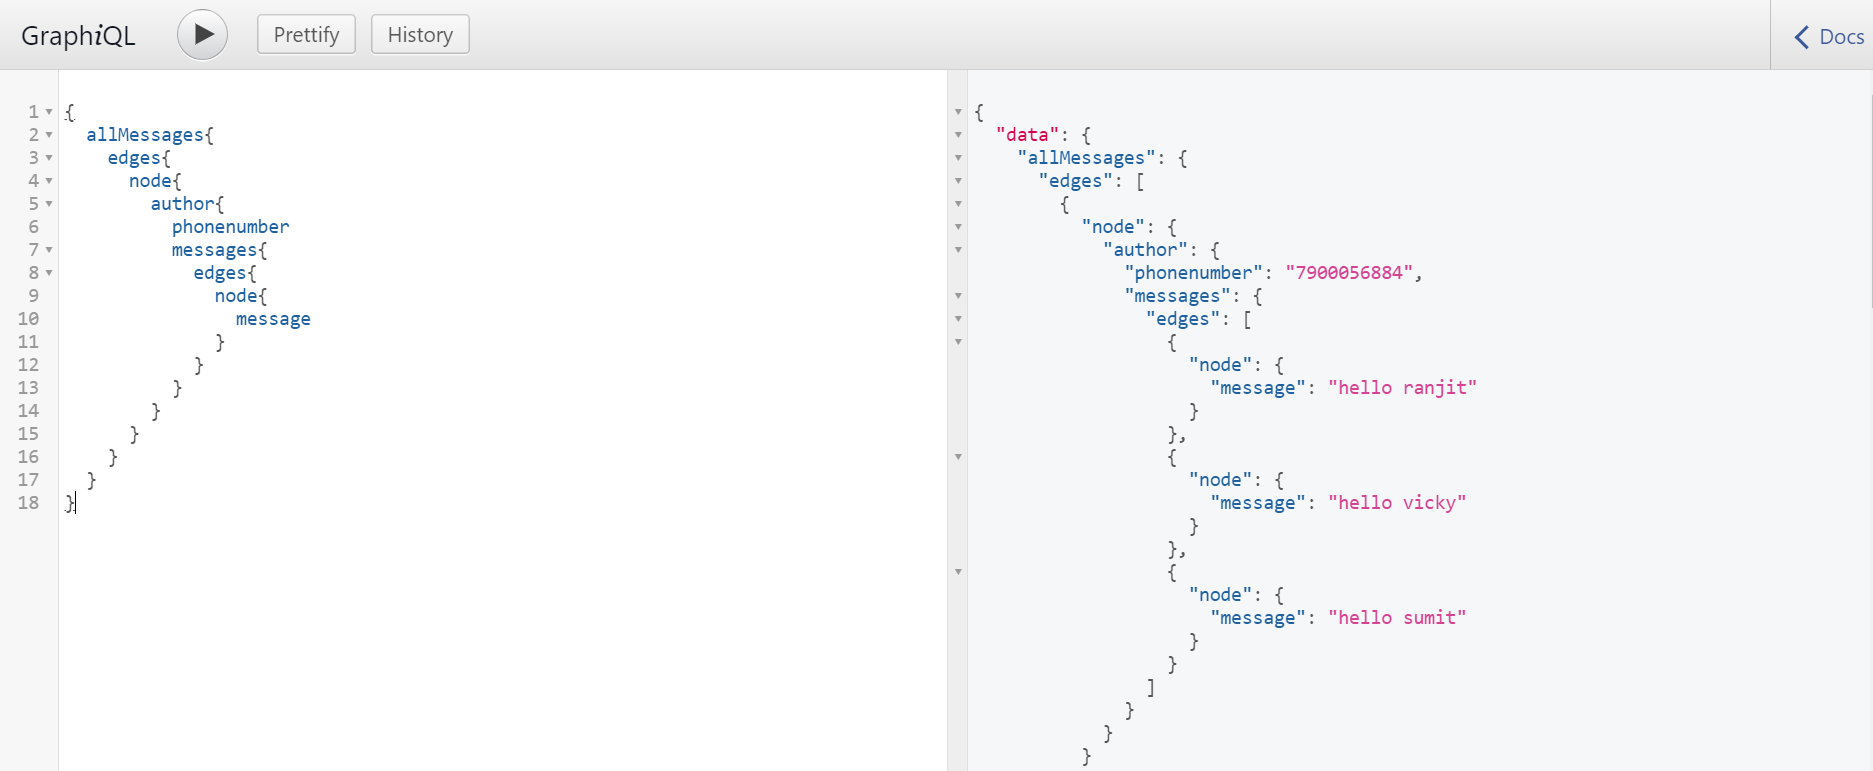 GraphiQL Prettify History Docs
1 {
2 allMessages{
3 edges{
4 node{
5 author{
6 phonenumber
7 messages{
8 edges{
9 node{
10 message
11 }
12 }
13 }
14 }
15 }
16 }
17 }
18 }
{
"data": {
"allMessages": {
"edges": [
{
"node": {
"author": {
"phonenumber": "7900056884",
"messages": {
"edges": [
{
"node": {
"message": "hello ranjit"
}
},
{
"node": {
"message": "hello vicky"
}
},
{
"node": {
"message": "hello sumit"
}
}
]
}
}
}